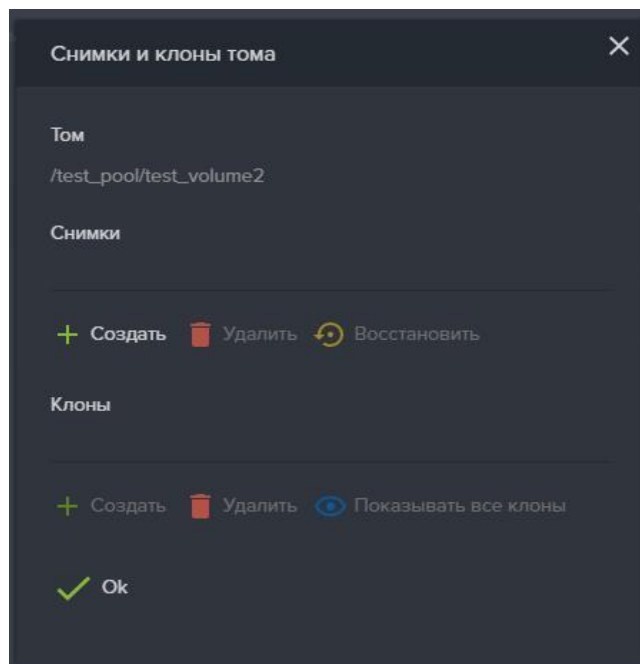 Снимки и клоны тома
Том
/test_pool/test_volume2
Снимки
Создать Удалить Восстановить
Клоны
Создать Удалить Показывать все клоны
Ok